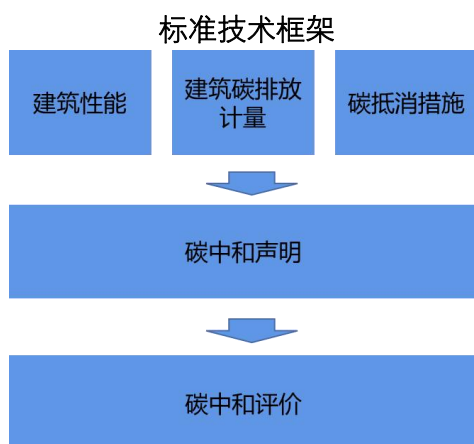 标准技术框架
建筑性能
建筑碳排放
计量
碳抵消措施
碳中和声明
碳中和评价